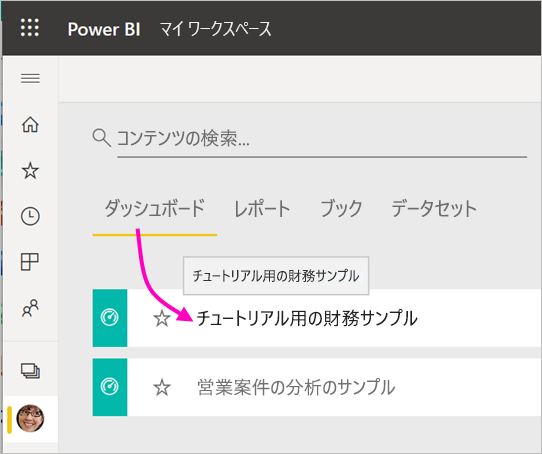 Power BI マイ ワークスペース
コンテンツの検索...
ダッシュボード レポート ブック データセット
チュートリアル用の財務サンプル
チュートリアル用の財務サンプル
営業案件の分析のサンプル